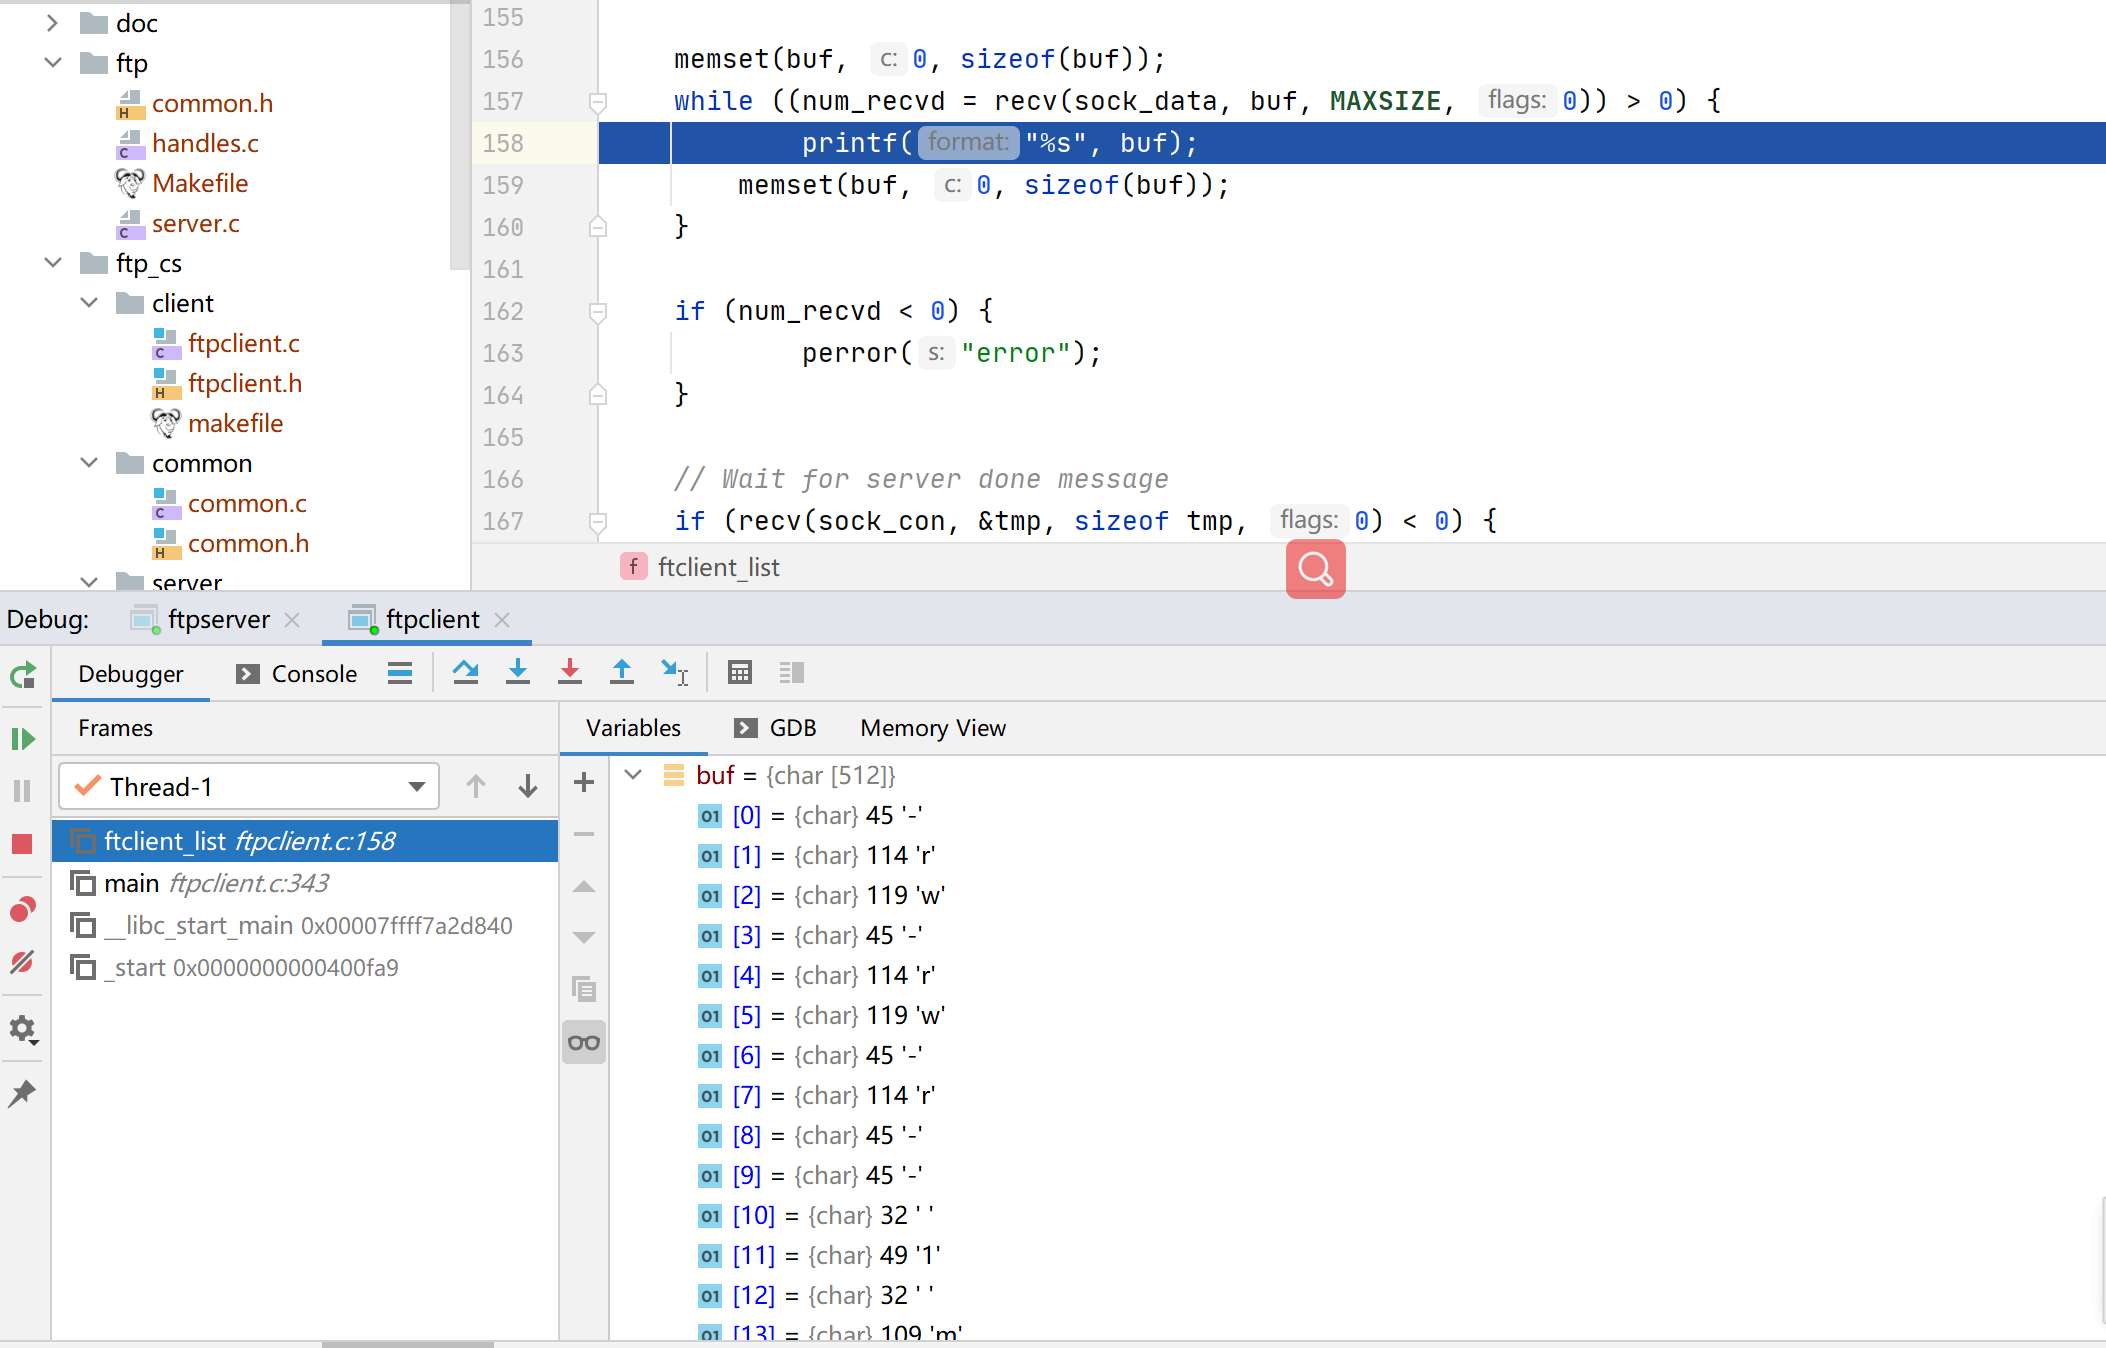 doc
ftp
common.h
handles.c
Makefile
server.c
ftp_cs
client
ftpclient.c
ftpclient.h
makefile
common
common.c
common.h
server
155
156 memset(buf, c: 0, sizeof(buf));
157 while ((num_recvd = recv(sock_data, buf, MAXSIZE, flags: 0)) > 0) {
158 printf( format: "%s", buf);
159 memset(buf, c: 0, sizeof(buf));
160 }
161
162 if (num_recvd < 0) {
163 perror( s: "error");
164 }
165
166 // Wait for server done message
167 if (recv(sock_con, &tmp, sizeof tmp, flags: 0) < 0) {
f ftclient_list
Debug: ftpserver ftpclient
Debugger Console
Frames
Variables GDB Memory View
Thread-1
ftclient_list ftpclient.c:158
main ftpclient.c:343
__libc_start_main 0x00007ffff7a2d840
_start 0x0000000000400fa9
buf = {char [512]}
01 [0] = {char} 45 '-'
01 [1] = {char} 114 'r'
01 [2] = {char} 119 'w'
01 [3] = {char} 45 '-'
01 [4] = {char} 114 'r'
01 [5] = {char} 119 'w'
01 [6] = {char} 45 '-'
01 [7] = {char} 114 'r'
01 [8] = {char} 45 '-'
01 [9] = {char} 45 '-'
01 [10] = {char} 32 ' '
01 [11] = {char} 49 '1'
01 [12] = {char} 32 ' '
01 [13] = {char} 109 'm'